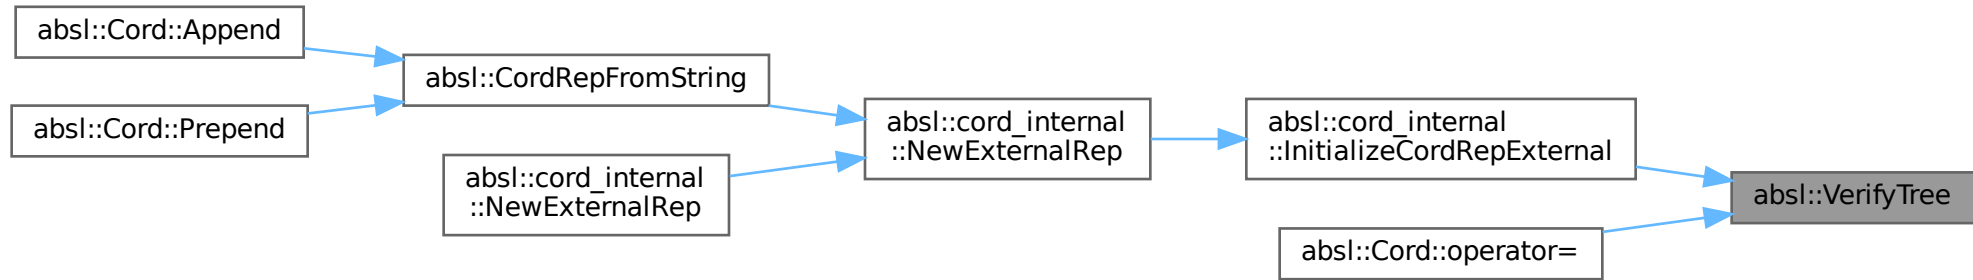 absl::Cord::Append
absl::Cord::Prepend
absl::CordRepFromString
absl::cord_internal
::NewExternalRep
absl::cord_internal
::NewExternalRep
absl::cord_internal
::InitializeCordRepExternal
absl::Cord::operator=
absl::VerifyTree